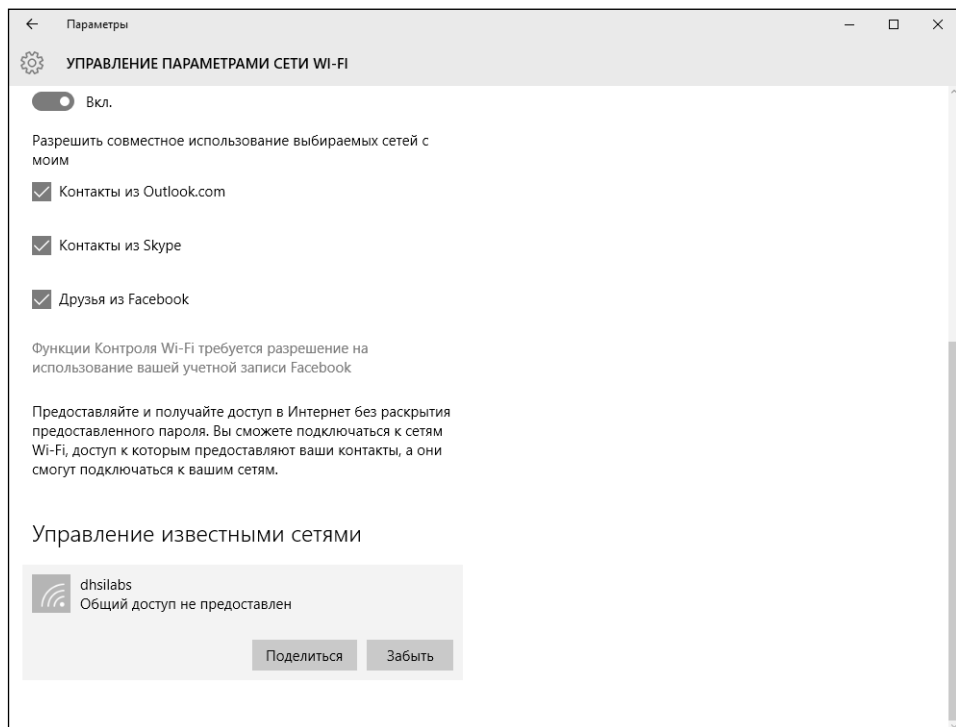 Параметры
УПРАВЛЕНИЕ ПАРАМЕТРАМИ СЕТИ WI-FI
Вкл.
Разрешить совместное использование выбираемых сетей с
моим
Контакты из Outlook.com
Контакты из Skype
Друзья из Facebook
Функции Контроля Wi-Fi требуется разрешение на
использование вашей учетной записи Facebook
Предоставляйте и получайте доступ в Интернет без раскрытия
предоставленного пароля. Вы сможете подключаться к сетям
Wi-Fi, доступ к которым предоставляют ваши контакты, а они
смогут подключаться к вашим сетям.
Управление известными сетями
dhsilabs
Общий доступ не предоставлен
Поделиться Забыть